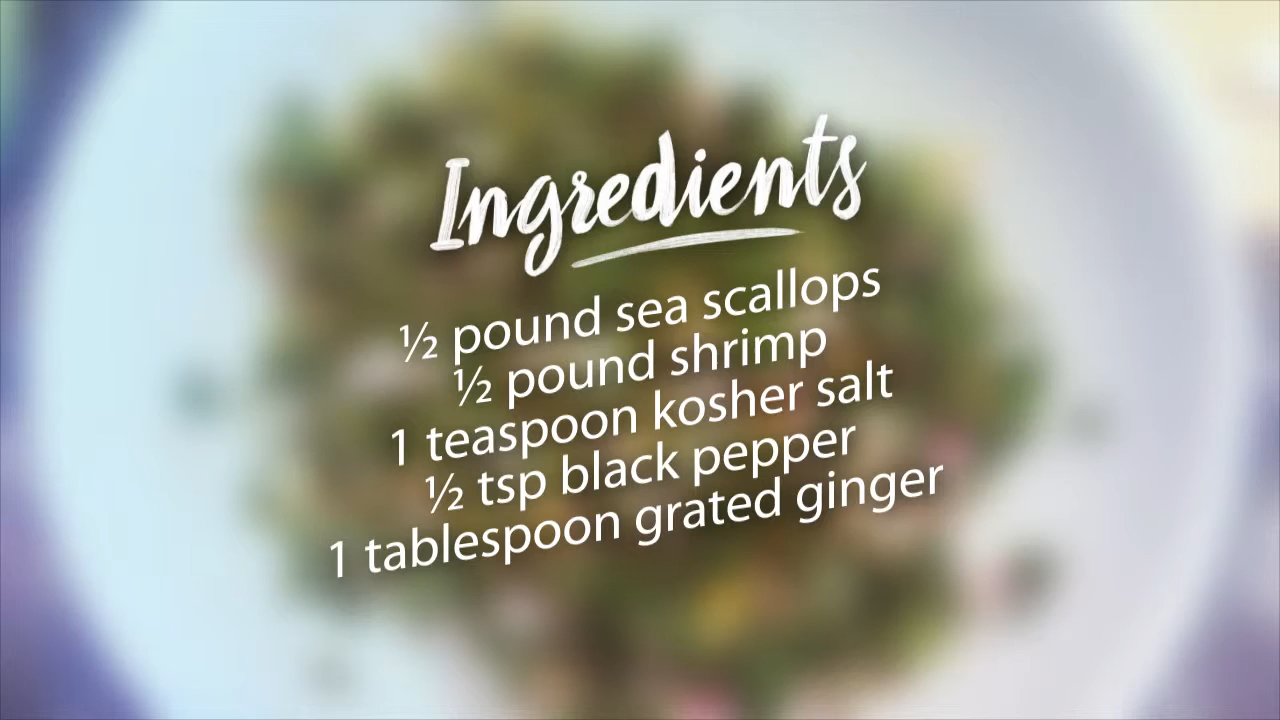 Ingredients
½ pound sea scallops
½ pound shrimp
1 teaspoon kosher salt
½ tsp black pepper
1 tablespoon grated ginger